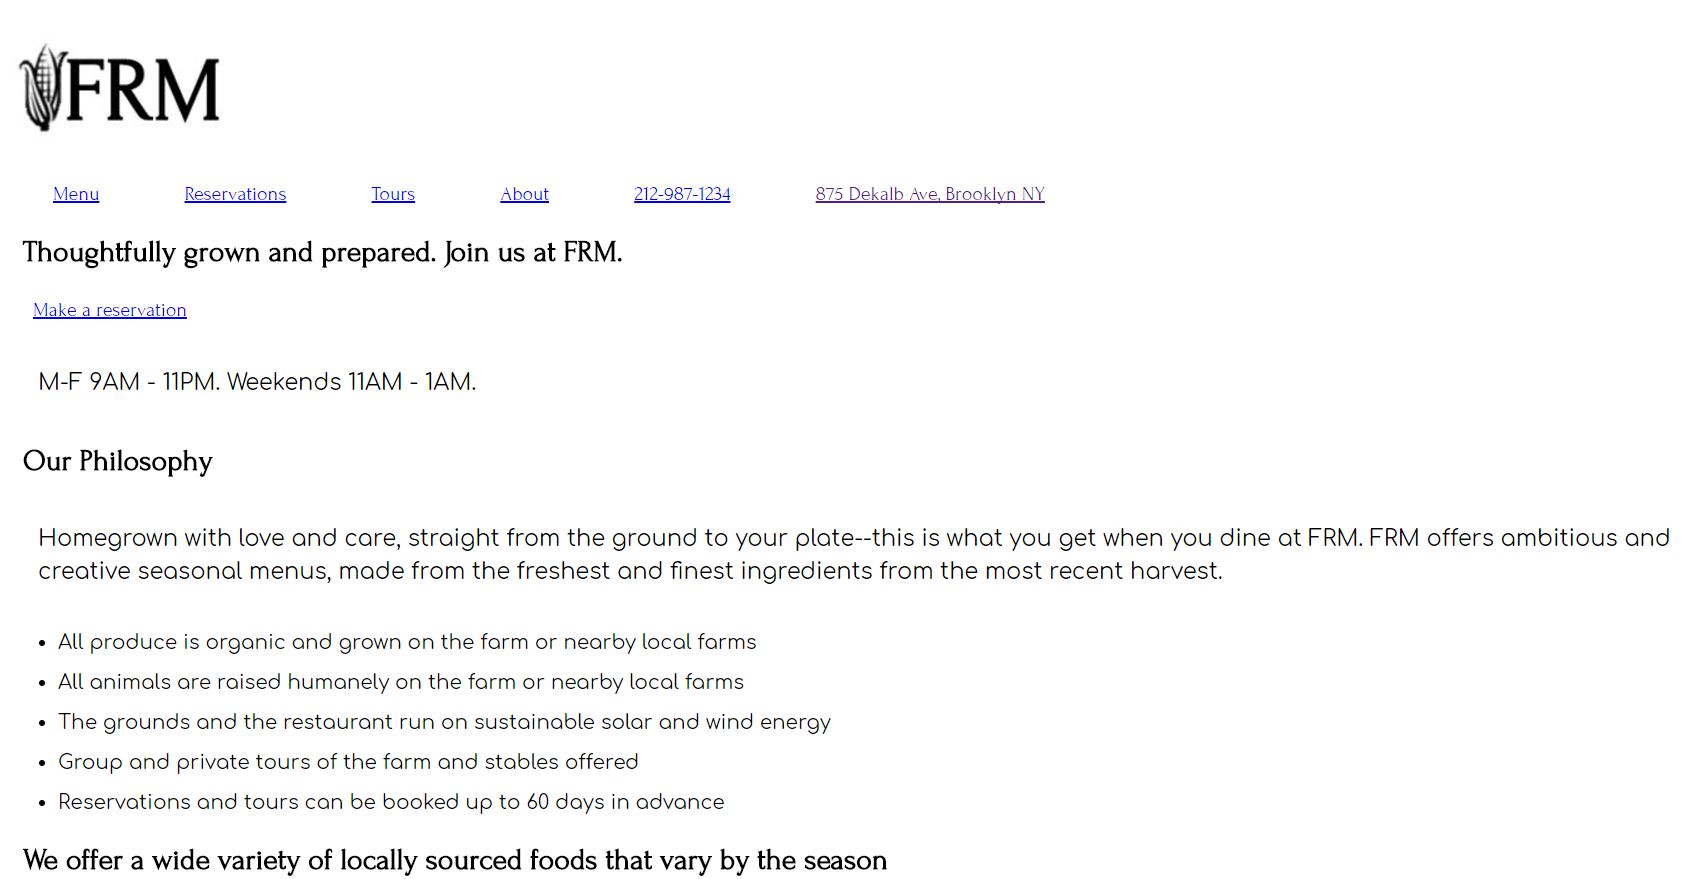 FRM
Menu Reservations Tours About 212-987-1234 875 Dekalb Ave, Brooklyn NY
Thoughtfully grown and prepared. Join us at FRM.
Make a reservation
M-F 9AM - 11PM. Weekends 11AM - 1AM.
Our Philosophy
Homegrown with love and care, straight from the ground to your plate--this is what you get when you dine at FRM. FRM offers ambitious and
creative seasonal menus, made from the freshest and finest ingredients from the most recent harvest.
• All produce is organic and grown on the farm or nearby local farms
• All animals are raised humanely on the farm or nearby local farms
• The grounds and the restaurant run on sustainable solar and wind energy
• Group and private tours of the farm and stables offered
• Reservations and tours can be booked up to 60 days in advance
We offer a wide variety of locally sourced foods that vary by the season